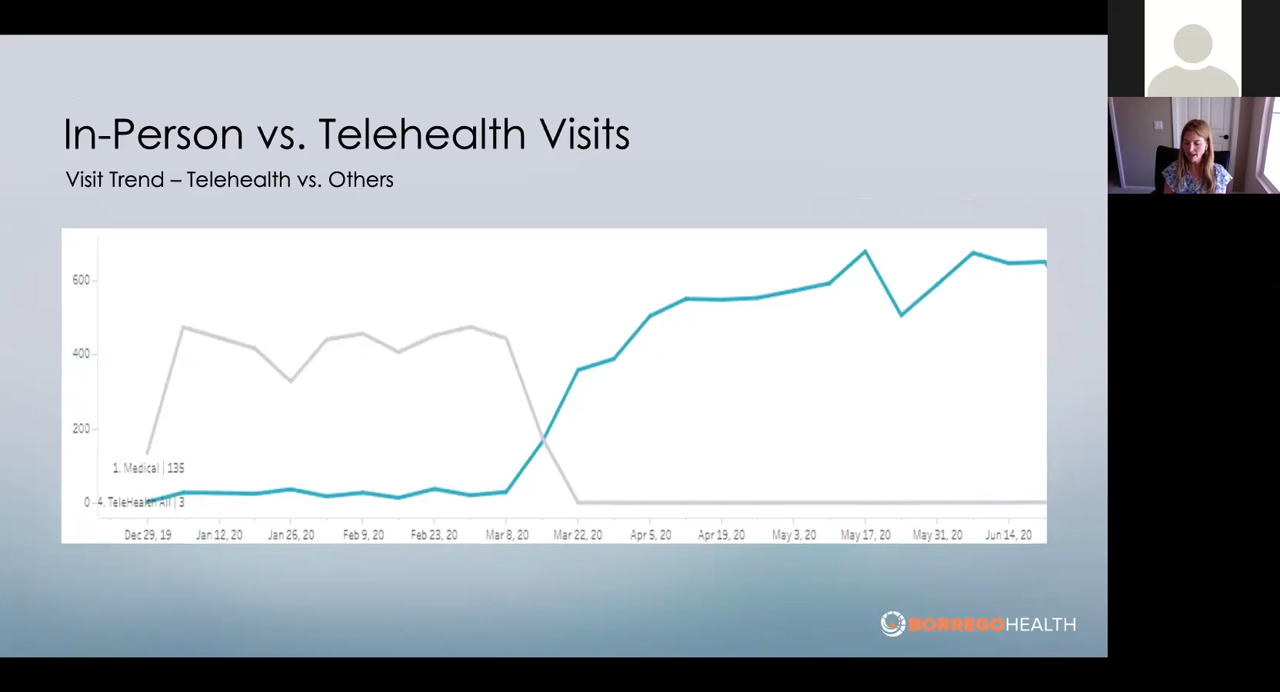 In-Person vs. Telehealth Visits
Visit Trend – Telehealth vs. Others
600
400
200
1. Medical | 135
0
4. TeleHealth All | 3
Dec 29, 19 Jan 12, 20 Jan 26, 20 Feb 9, 20 Feb 23, 20 Mar 8, 20 Mar 22, 20 Apr 5, 20 Apr 19, 20 May 3, 20 May 17, 20 May 31, 20 Jun 14, 20
BORREGOHEALTH